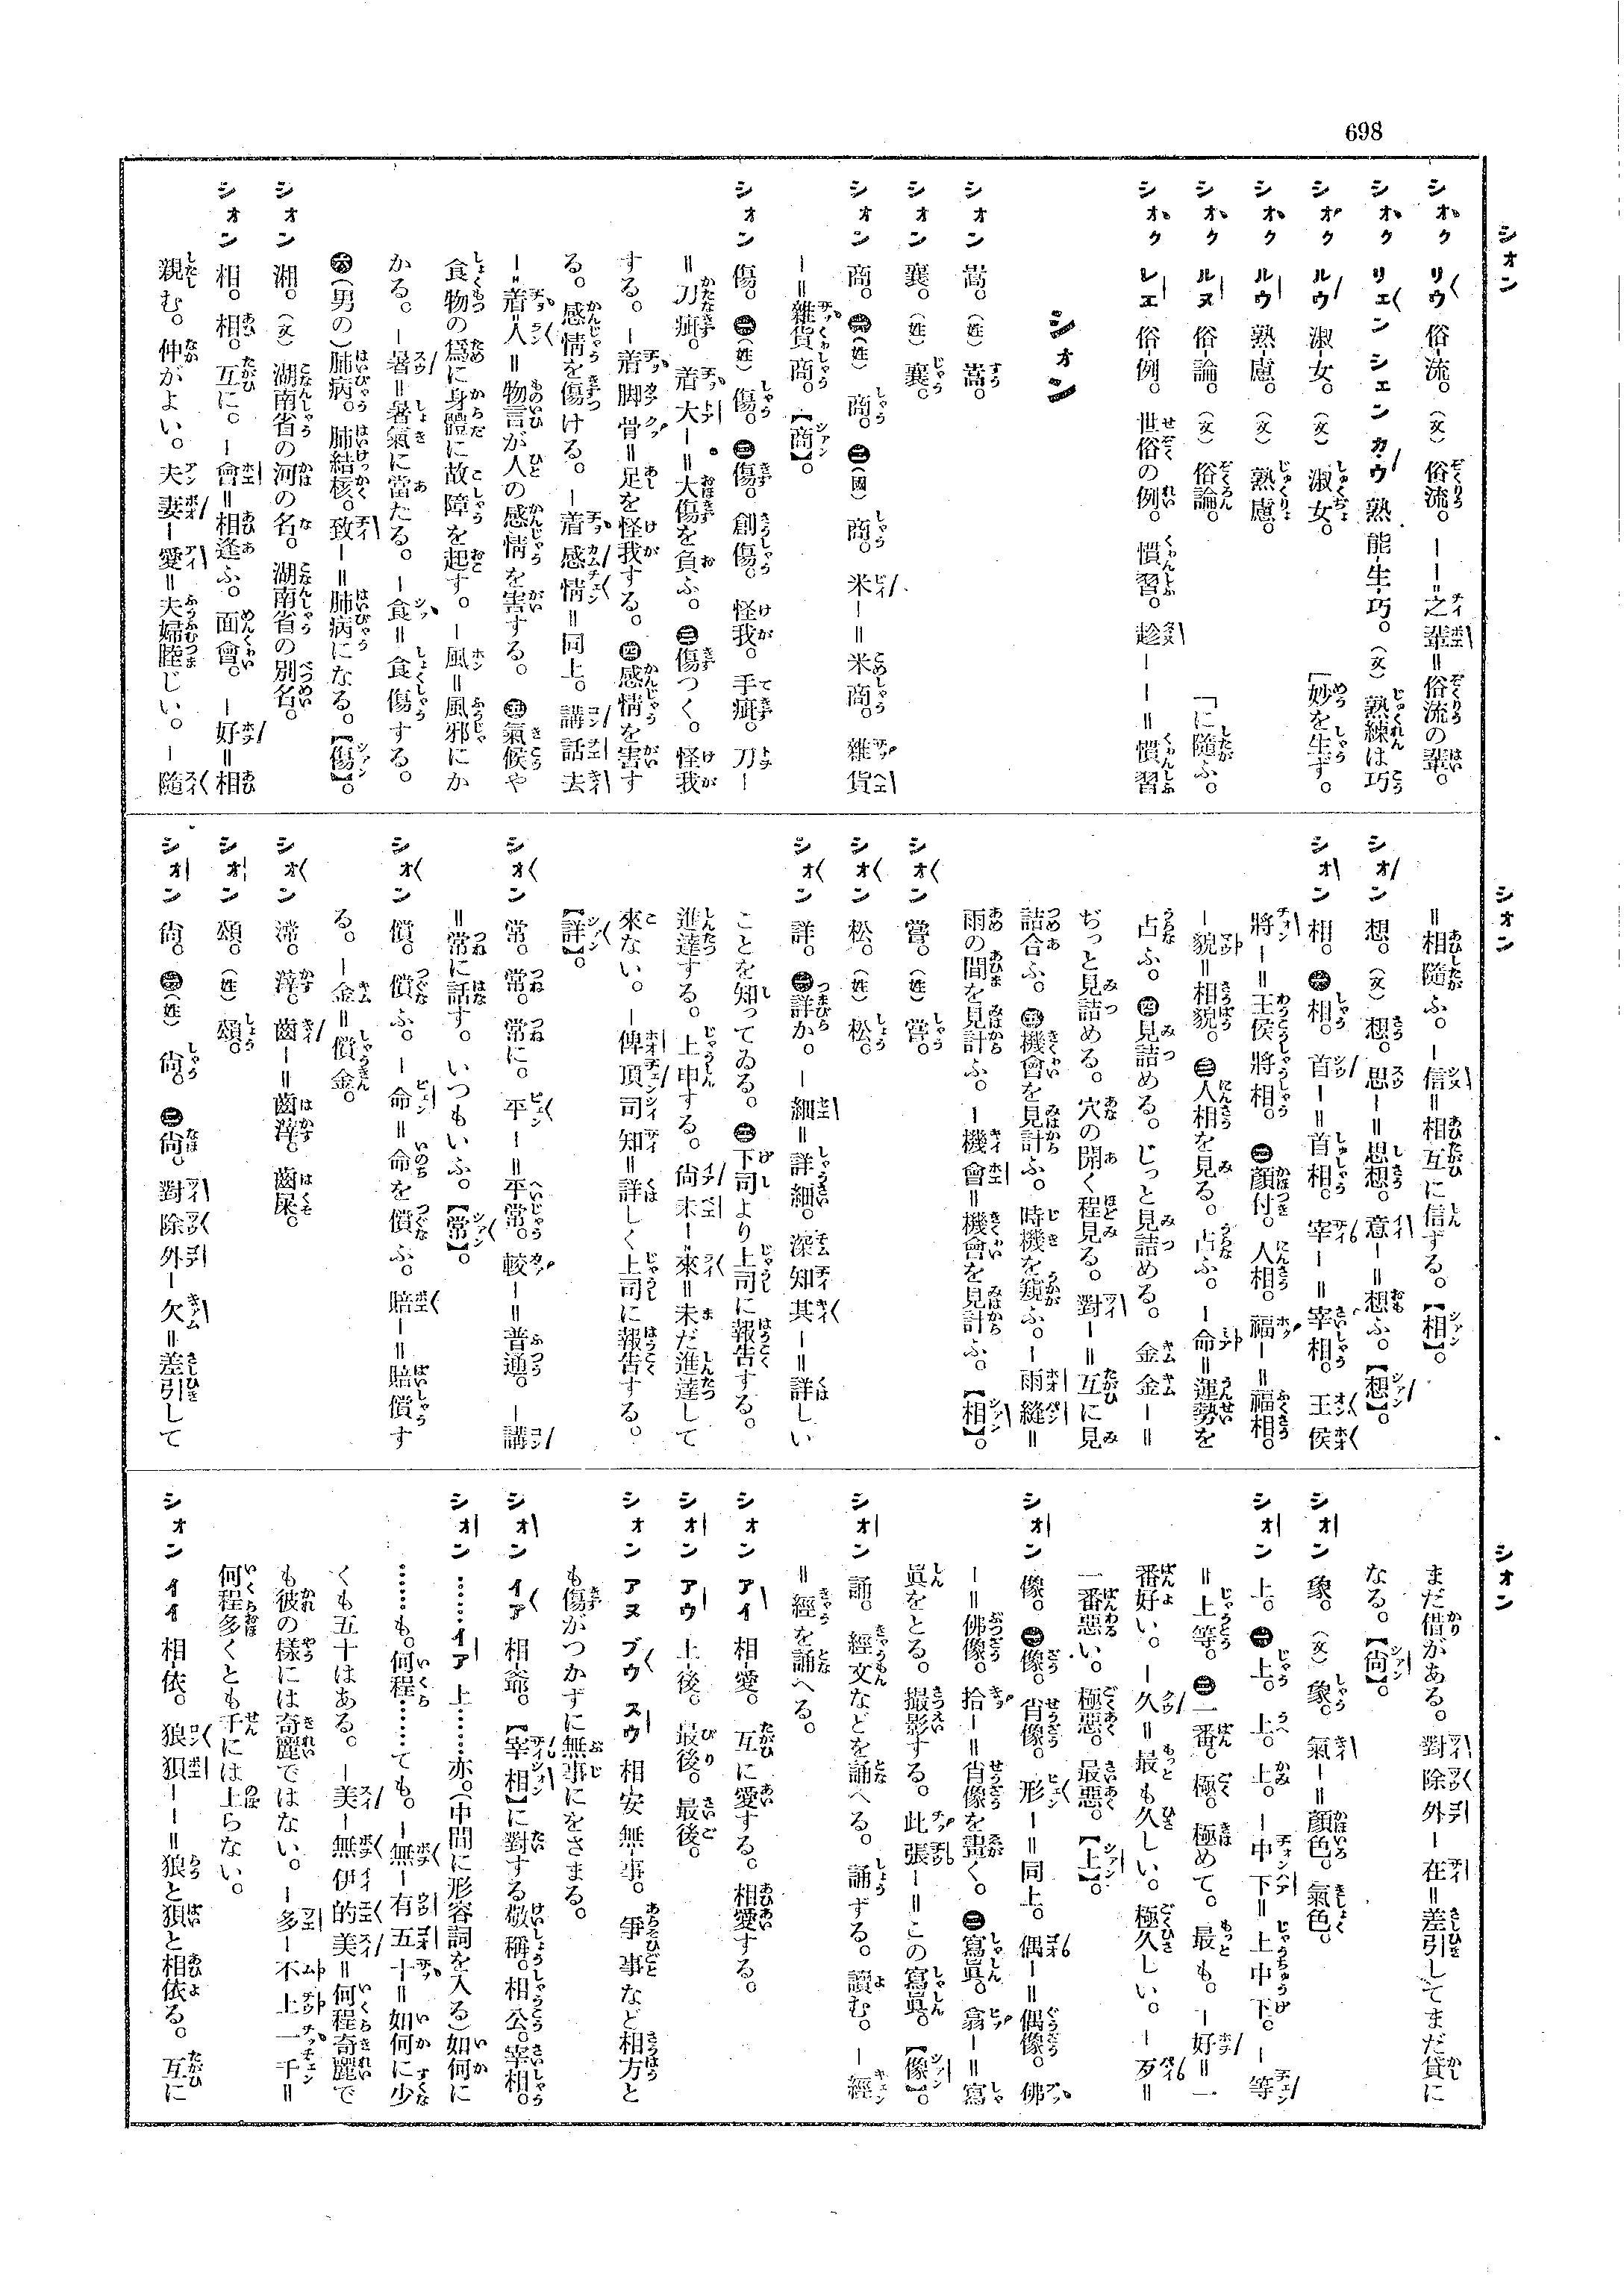 698
シオン
シオク リウ 俗-流。(文) 俗流。――=之輩=俗流の輩。
シオク リエン シエン カウ 熟-能-生-巧。(文) 熟練は巧
シオク ルウ 淑-女。(文) 淑女。 [妙を生ず。
シオク ルウ 熟-慮。(文) 熟慮。
シオク ルヌ 俗-論。(文) 俗論。 [に隨ふ。
シオク レエ 俗-例。世俗の例。慣習。趁――=慣習
シオン
シオン 嵩。(姓) 嵩。
シオン 襄。(姓) 襄。
シオン 商。㊀(姓) 商。㊁(國) 商。米―=米商。雜貨
―=雜貨商。【商】。
シオン 傷。㊀(姓) 傷。㊁傷。創傷。怪我。手疵。刀―
=刀疵。着大―=大傷を負ふ。㊂傷つく。怪我
する。―着脚骨=足を怪我する。㊃感情を害す
る。感情を傷ける。―着感情=同上。講話去
―=着=人=物言が人の感情を害する。㊄氣候や
食物の爲に身體に故障を起す。―風=風邪にか
かる。―暑=暑氣に當たる。―食=食傷する。
㊅(男の)肺病。肺結核。致―=肺病になる。【傷】。
シオン 湘。(文) 湖南省の河の名。湖南省の別名。
シオン 相。相。互に。―會=相逢ふ。面會。―好=相
親む。仲がよい。夫妻―愛=夫婦睦じい。―隨
シオン
=相隨ふ。―信=相互に信ずる。【相】。
シオン 想。(文) 想。思―=思想。意―=想ふ。【想】。
シオン 相。㊀相。首―=首相。宰―=宰相。王侯
將―=王侯將相。㊁顏付。人相。福―=福相。
―貌=相貌。㊂人相を見る。占ふ。―命=運勢を
占ふ。㊃見詰める。じっと見詰める。金金―=
ぢっと見詰める。穴の開く程見る。對―=互に見
詰合ふ。㊄機會を見計ふ。時機を窺ふ。―雨縫=
雨の間を見計ふ。―機會=機會を見計ふ。【相】。
シオン 甞。(姓) 甞。
シオン 松。(姓) 松。
シオン 詳。㊀詳か。―細=詳細。深知其―=詳しい
ことを知ってゐる。㊁下司より上司に報告する。
進達する。上申する。尙未―=來=未だ進達して
來ない。―俾頂司知=詳しく上司に報告する。
【詳】。
シオン 常。常。常に。平―=平常。較―=普通。―講
=常に話す。いつもいふ。【常】。
シオン 償。償ふ。―命=命を償ふ。賠―=賠償す
る。―金=償金。
シオン 滓。滓。齒―=齒滓。齒屎。
シオン 頌。(姓) 頌。
シオン 尙。㊀(姓) 尙。㊁尙。對除外―欠=差引して
シオン
まだ借がある。對除外―在=差引してまだ貸に
なる。【尙】。
シオン 象。(文) 象。氣―=顏色。氣色。
シオン 上。㊀上。上。上。―中下=上中下。―等
=上等。㊁一番。極。極めて。最も。―好=一
番好い。―久=最も久しい。極久しい。―歹=
一番惡い。極惡。最惡。【上】。
シオン 像。㊀像。肖像。形―=同上。偶―=偶像。佛
―=佛像。拾―=肖像を畫く。㊁寫眞。翕―=寫
眞をとる。撮影する。此張―=この寫眞。【像】。
シオン 誦。經文などを誦へる。誦ずる。讀む。―經
=經を誦へる。
シオン アイ 相-愛。互に愛する。相愛する。
シオン アウ 上-後。最後。最後。
シオン アヌ ブウ スウ 相-安-無-事。爭事など相方と
も傷がつかずに無事にをさまる。
シオン イア 相-爺。【宰相】に對する敬稱。相公。宰相。
シオン ……イア 上……亦。(中間に形容詞を入る)如何に
……も。何程……ても。―無―有五十=如何に少
くも五十はある。―美―無伊的美=何程奇麗で
も彼の樣には奇麗ではない。―多―不上一千=
何程多くとも千には上らない。
シオン イイ 相-依。狼狽――=狼と狽と相依る。互に